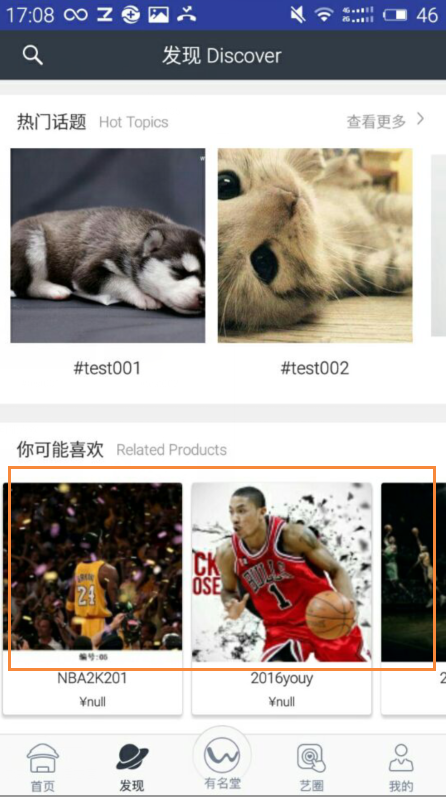 17:08 46
发现 Discover
热门话题 Hot Topics 查看更多
#test001 #test002
你可能喜欢 Related Products
24
编号:06
CK
OSE
BULLS
1
NBA2K201 2016youy 2
¥null ¥null
首页 发现 有名堂 艺圈 我的